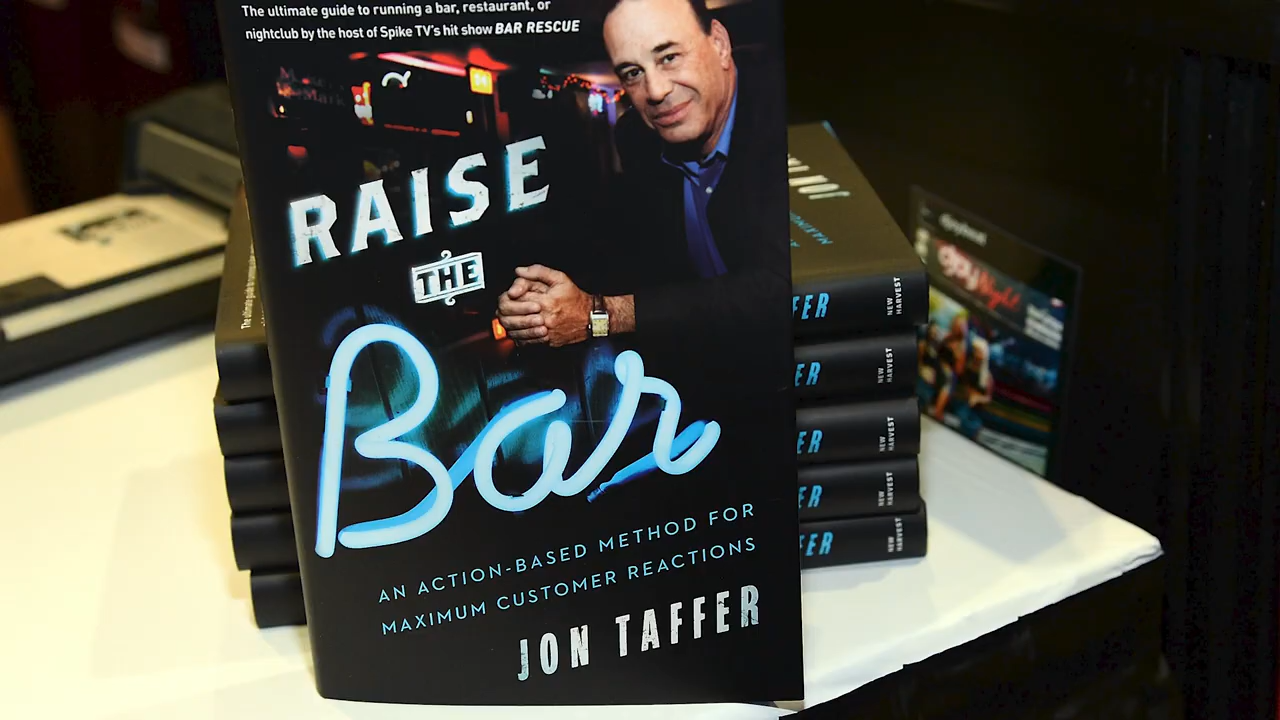 The ultimate guide to running a bar, restaurant, or
nightclub by the host of Spike TV's hit show BAR RESCUE
RAISE
THE
Bar
AN ACTION-BASED METHOD FOR
MAXIMUM CUSTOMER REACTIONS
JON TAFFER
FER
NEW
HARVEST
ER
NEW
HARVEST
FER
NEW
HARVEST
FER
NEW
HARVEST
FER
NEW
HARVEST